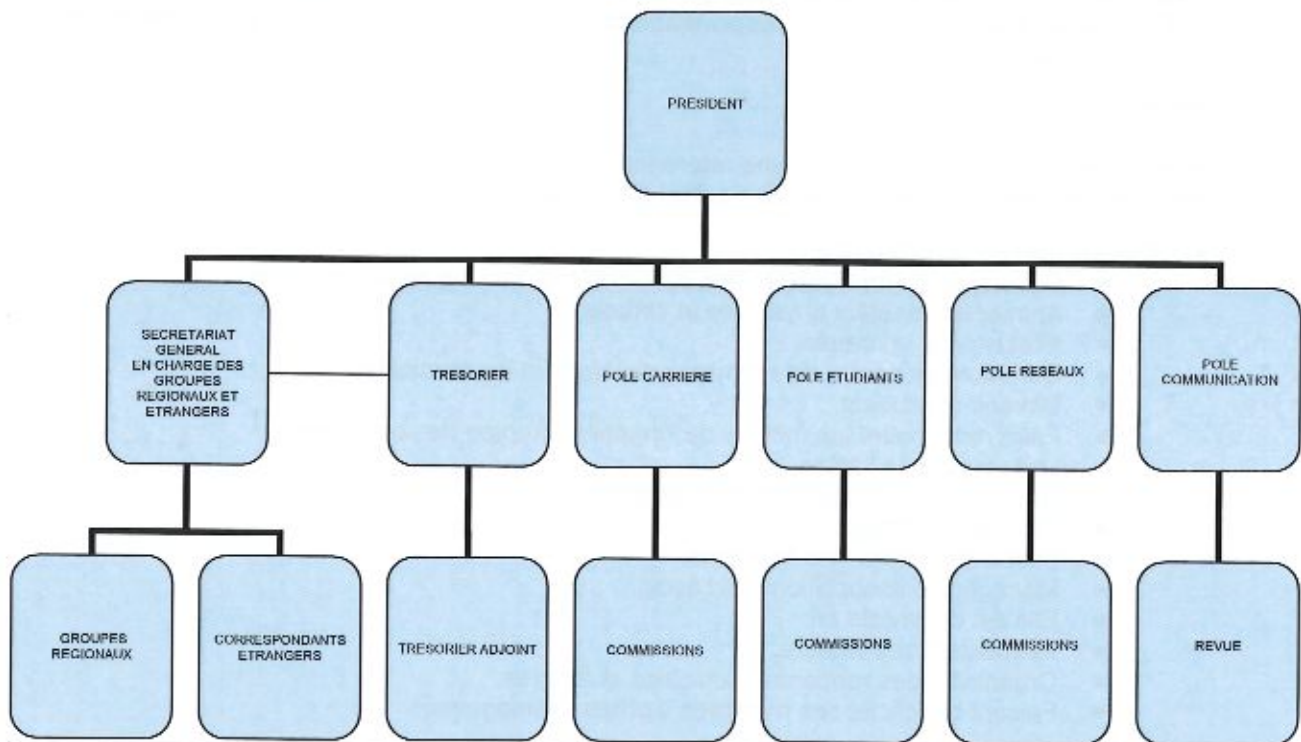 PRESIDENT
SECRETARIAT
GENERAL
EN CHARGE DES
GROUPES
REGIONAUX ET
ETRANGERS
TRESORIER
POLE CARRIERE
POLE ETUDIANTS
POLE RESEAUX
POLE
COMMUNICATION
GROUPES
REGIONAUX
CORRESPONDANTS
ETRANGERS
TRESORIER ADJOINT
COMMISSIONS
COMMISSIONS
COMMISSIONS
REVUE